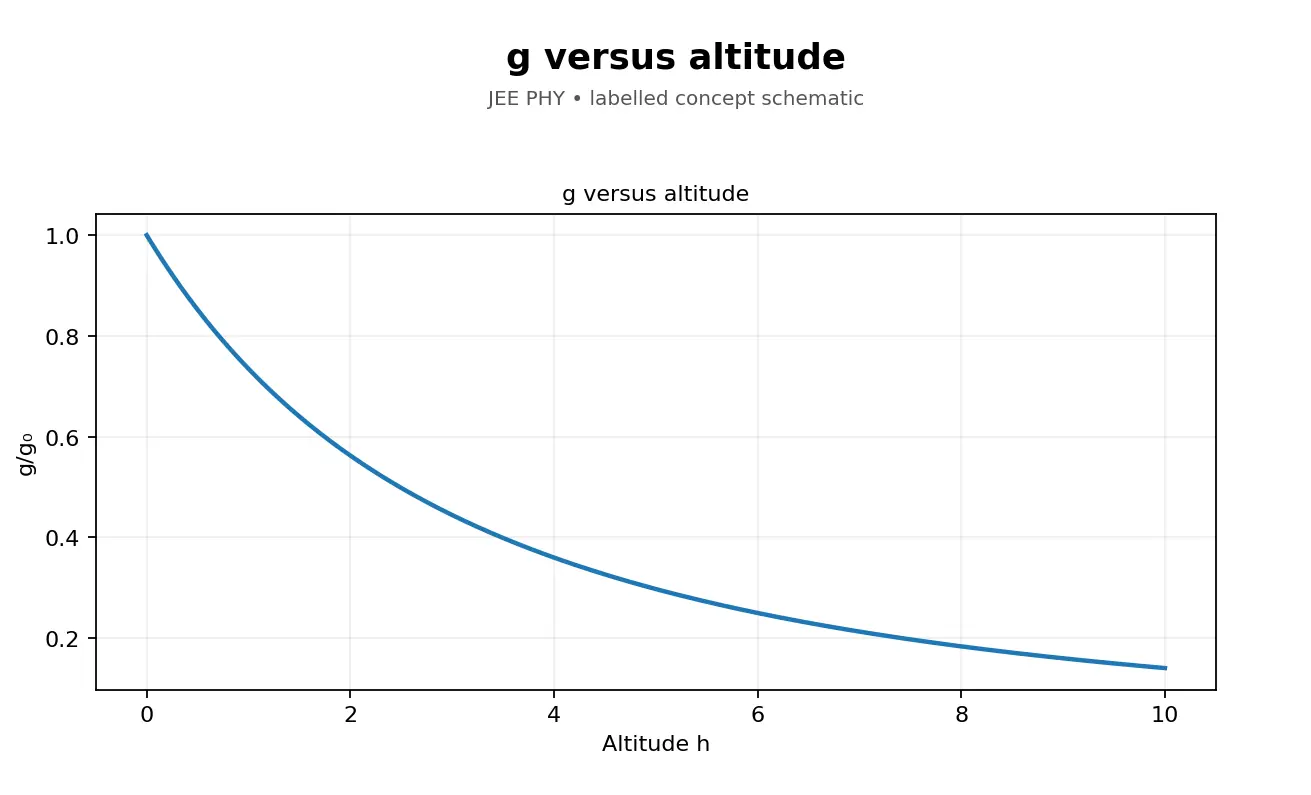 g versus altitude
JEE PHY • labelled concept schematic
g versus altitude
1.0
0.8
0.6
0.4
0.2
g/g₀
0 2 4 6 8 10
Altitude h